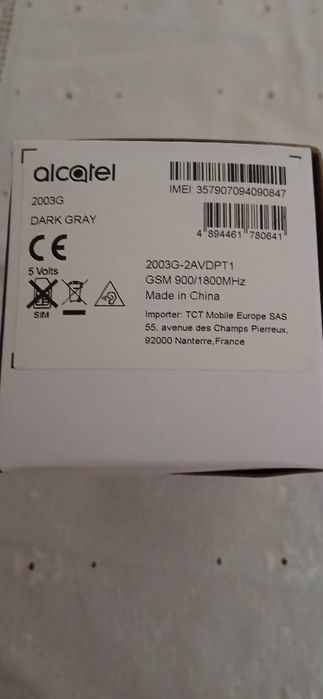 alcatel
IMEI: 357907094090847
2003G
DARK GRAY
4 894461 780641
5 Volts
SIM
2003G-2AVDPT1
GSM 900/1800MHz
Made in China
Importer: TCT Mobile Europe SAS
55, avenue des Champs Pierreux,
92000 Nanterre,France